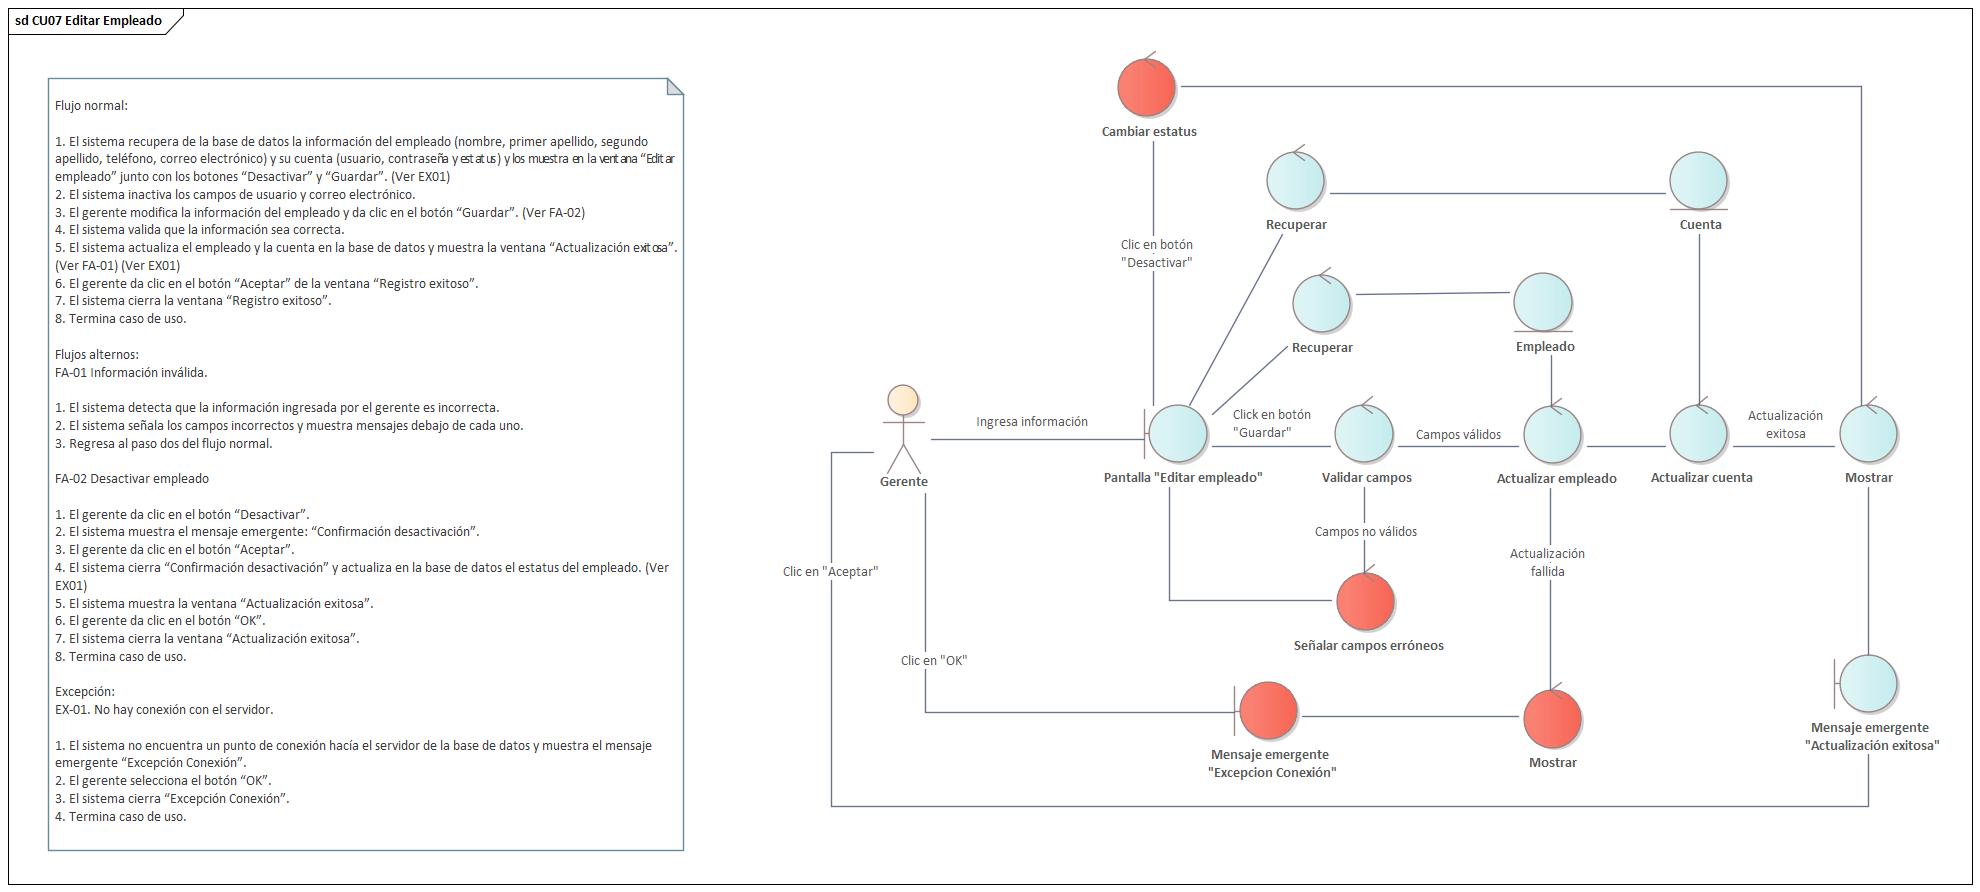 sd CU07 Editar Empleado
Flujo normal:
1. El sistema recupera de la base de datos la información del empleado (nombre, primer apellido, segundo
apellido, teléfono, correo electrónico) y su cuenta (usuario, contraseña y estatus) y los muestra en la ventana “Editar
empleado” junto con los botones “Desactivar” y “Guardar”. (Ver EX01)
2. El sistema inactiva los campos de usuario y correo electrónico.
3. El gerente modifica la información del empleado y da clic en el botón “Guardar”. (Ver FA-02)
4. El sistema valida que la información sea correcta.
5. El sistema actualiza el empleado y la cuenta en la base de datos y muestra la ventana “Actualización exitosa”.
(Ver FA-01) (Ver EX01)
6. El gerente da clic en el botón “Aceptar” de la ventana “Registro exitoso”.
7. El sistema cierra la ventana “Registro exitoso”.
8. Termina caso de uso.
Flujos alternos:
FA-01 Información inválida.
1. El sistema detecta que la información ingresada por el gerente es incorrecta.
2. El sistema señala los campos incorrectos y muestra mensajes debajo de cada uno.
3. Regresa al paso dos del flujo normal.
FA-02 Desactivar empleado
1. El gerente da clic en el botón “Desactivar”.
2. El sistema muestra el mensaje emergente: “Confirmación desactivación”.
3. El gerente da clic en el botón “Aceptar”.
4. El sistema cierra “Confirmación desactivación” y actualiza en la base de datos el estatus del empleado. (Ver
EX01)
5. El sistema muestra la ventana “Actualización exitosa”.
6. El gerente da clic en el botón “OK”.
7. El sistema cierra la ventana “Actualización exitosa”.
8. Termina caso de uso.
Excepción:
EX-01. No hay conexión con el servidor.
1. El sistema no encuentra un punto de conexión hacía el servidor de la base de datos y muestra el mensaje
emergente “Excepción Conexión”.
2. El gerente selecciona el botón “OK”.
3. El sistema cierra “Excepción Conexión”.
4. Termina caso de uso.
Cambiar estatus
Clic en botón
"Desactivar"
Recuperar
Cuenta
Recuperar
Empleado
Ingresa información
Click en botón
"Guardar"
Campos válidos
Actualización
exitosa
Gerente
Pantalla "Editar empleado"
Validar campos
Actualizar empleado
Actualizar cuenta
Mostrar
Campos no válidos
Actualización
fallida
Clic en "Aceptar"
Señalar campos erróneos
Clic en "OK"
Mensaje emergente
"Actualización exitosa"
Mensaje emergente
"Excepcion Conexión"
Mostrar